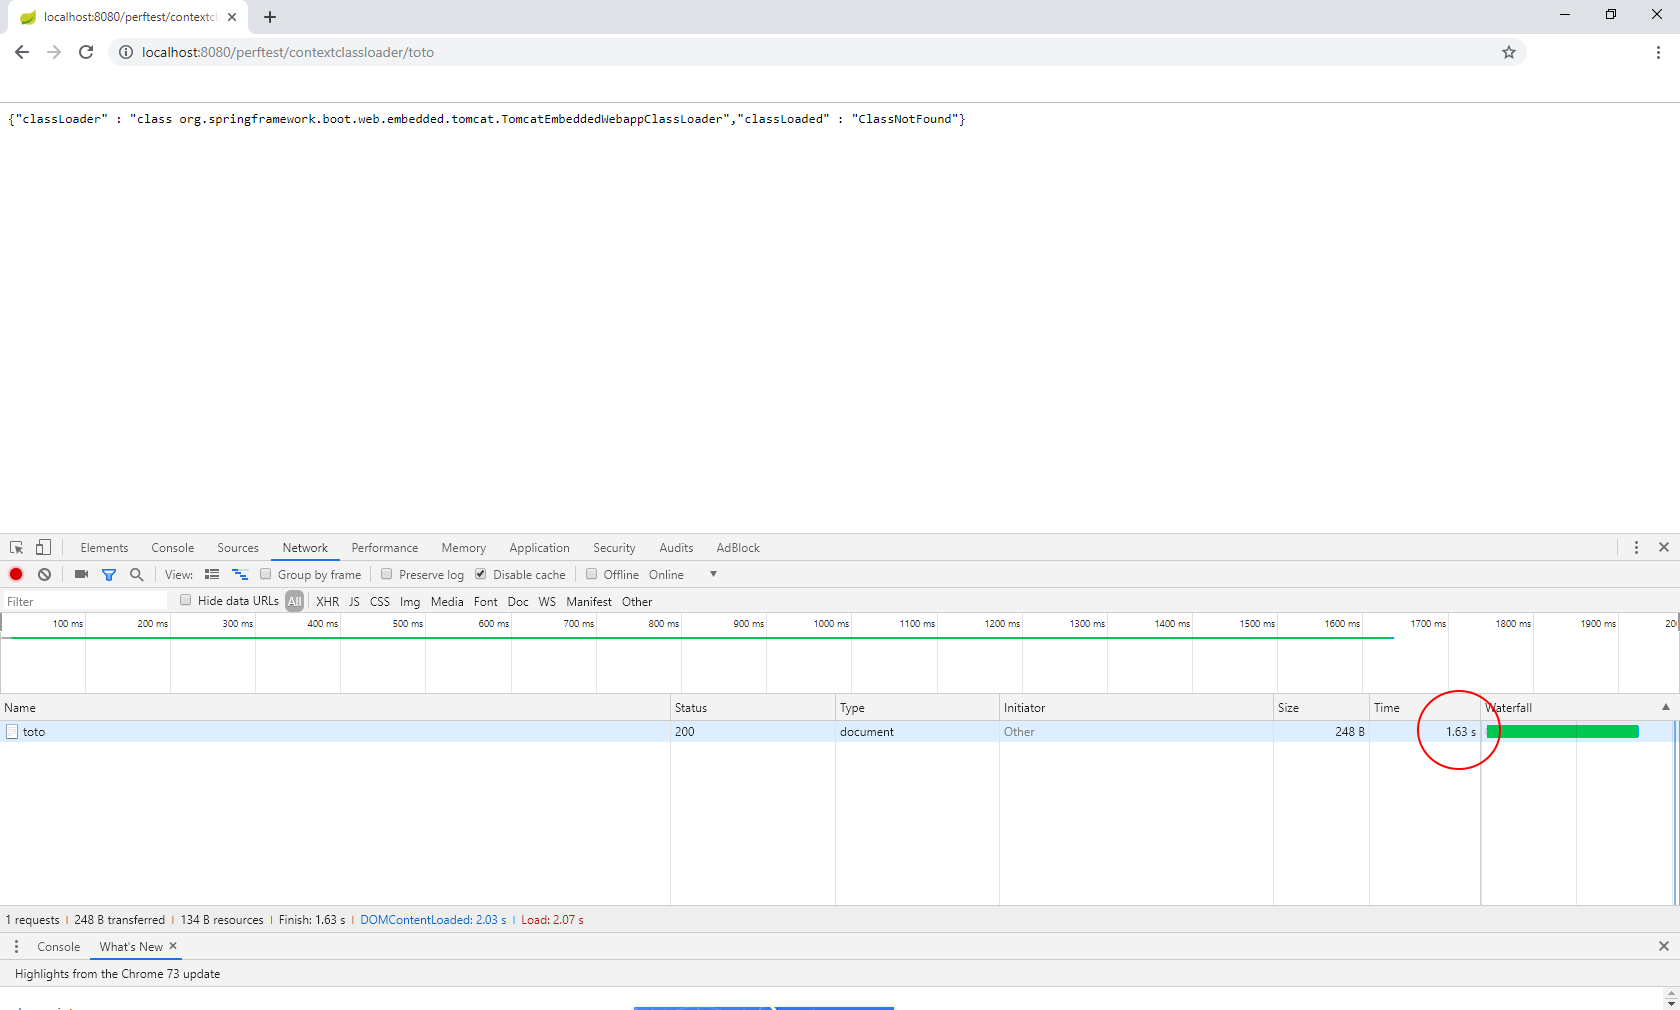 localhost:8080/perftest/contextcl
localhost:8080/perftest/contextclassloader/toto
{"classLoader" : "class org.springframework.boot.web.embedded.tomcat.TomcatEmbeddedWebappClassLoader","classLoaded" : "ClassNotFound"}
Elements Console Sources Network Performance Memory Application Security Audits AdBlock
View: Group by frame Preserve log Disable cache Offline Online
Filter Hide data URLs All XHR JS CSS Img Media Font Doc WS Manifest Other
100 ms 200 ms 300 ms 400 ms 500 ms 600 ms 700 ms 800 ms 900 ms 1000 ms 1100 ms 1200 ms 1300 ms 1400 ms 1500 ms 1600 ms 1700 ms 1800 ms 1900 ms
Name Status Type Initiator Size Time Waterfall
toto 200 document Other 248 B 1.63 s
1 requests 248 B transferred 134 B resources Finish: 1.63 s DOMContentLoaded: 2.03 s Load: 2.07 s
Console What's New
Highlights from the Chrome 73 update